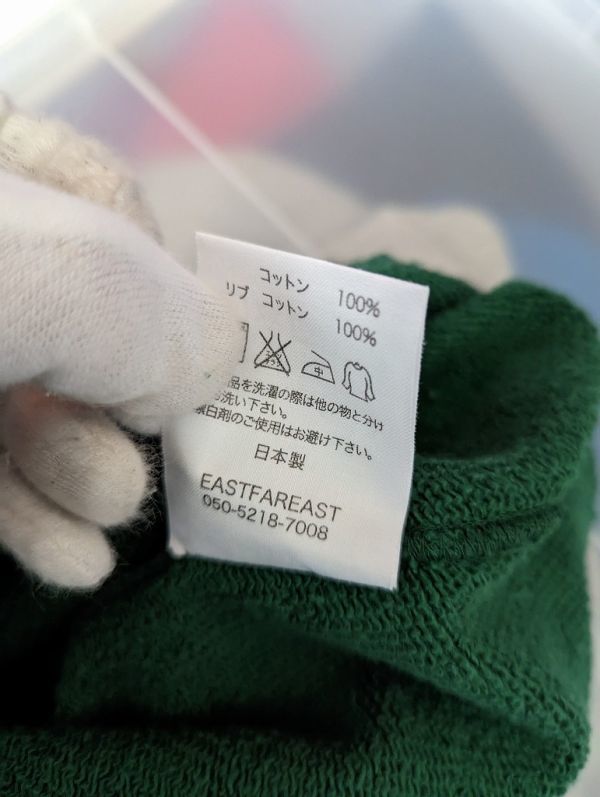 コットン 100%
リブ コットン 100%
中
品を洗濯の際は他の物と分け
洗い下さい。
白剤のご使用はお避け下さい。
日本製
EASTFAREAST
050-5218-7008